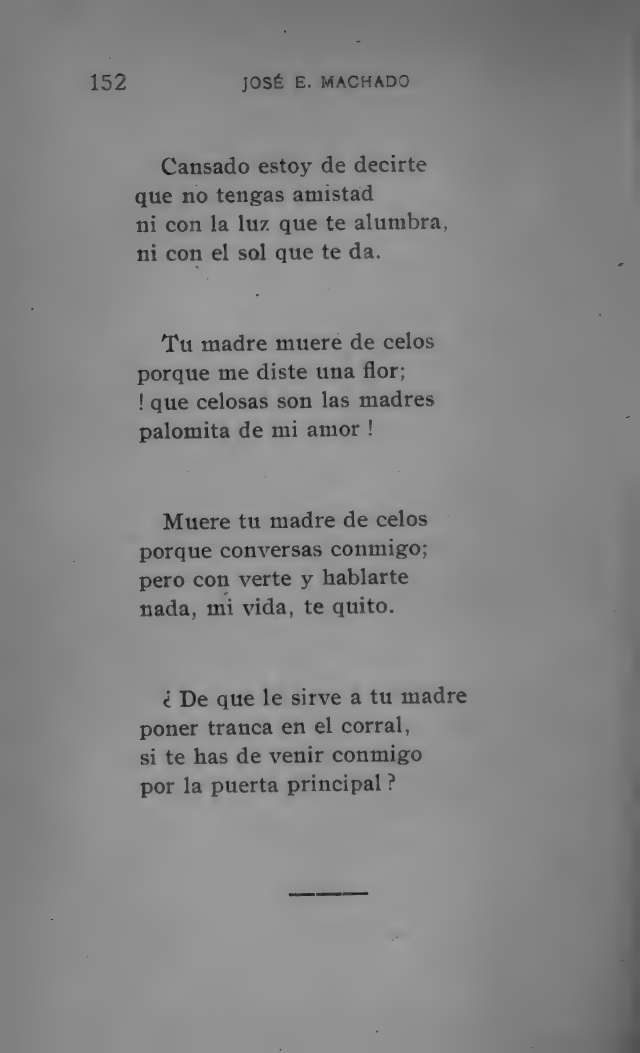 152 JOSÉ E. MACHADO
Cansado estoy de decirte
que no tengas amistad
ni con la luz que te alumbra,
ni con el sol que te da.
Tu madre muere de celos
porque me diste una flor;
! que celosas son las madres
palomita de mi amor !
Muere tu madre de celos
porque conversas conmigo;
pero con verte y hablarte
nada, mi vida, te quito.
¿ De que le sirve a tu madre
poner tranca en el corral,
si te has de venir conmigo
por la puerta principal ?